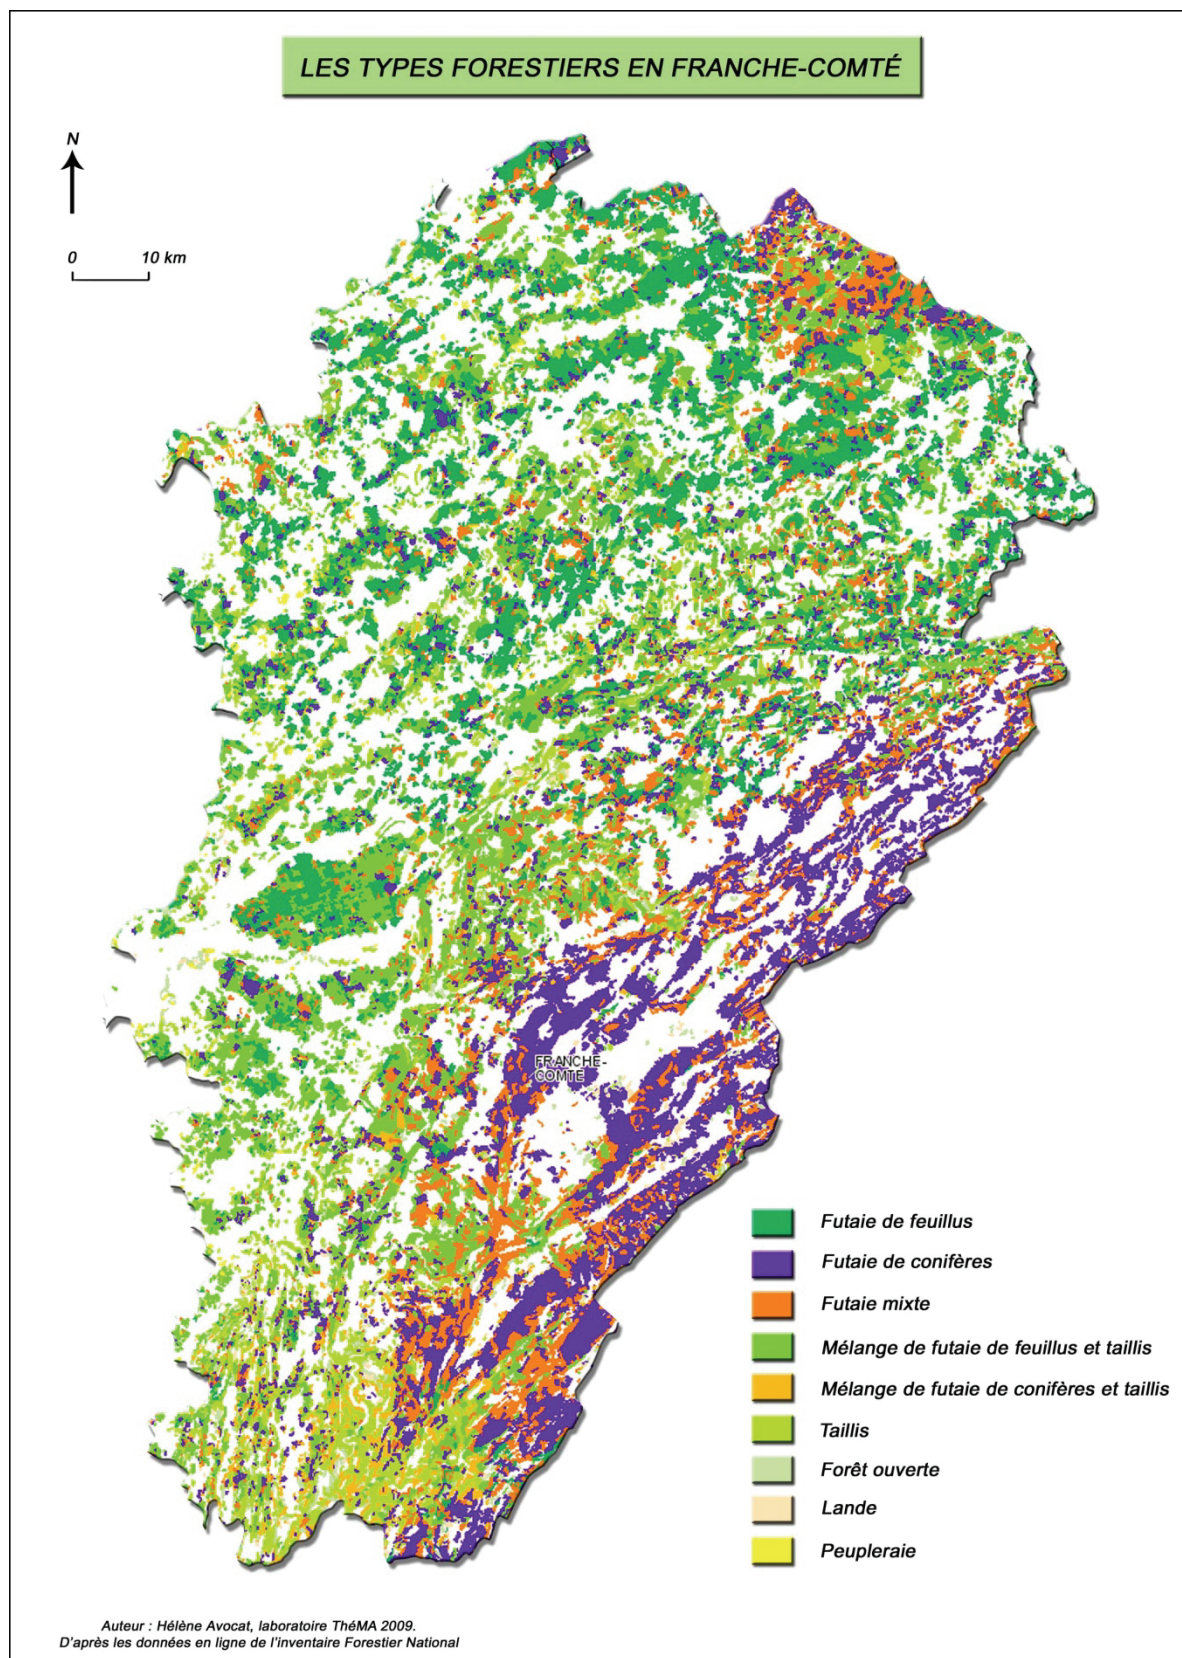 LES TYPES FORESTIERS EN FRANCHE-COMTÉ
N
0 10 km
FRANCHE-
COMTE
Futaie de feuillus
Futaie de conifères
Futaie mixte
Mélange de futaie de feuillus et taillis
Mélange de futaie de conifères et taillis
Taillis
Forêt ouverte
Lande
Peupleraie
Auteur : Hélène Avocat, laboratoire ThéMA 2009.
D'après les données en ligne de l'inventaire Forestier National